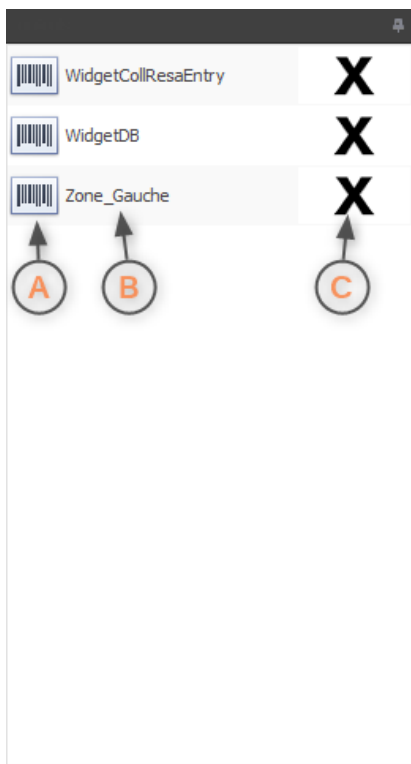 WidgetCollResaEntry X
WidgetDB X
Zone_Gauche X
A B C